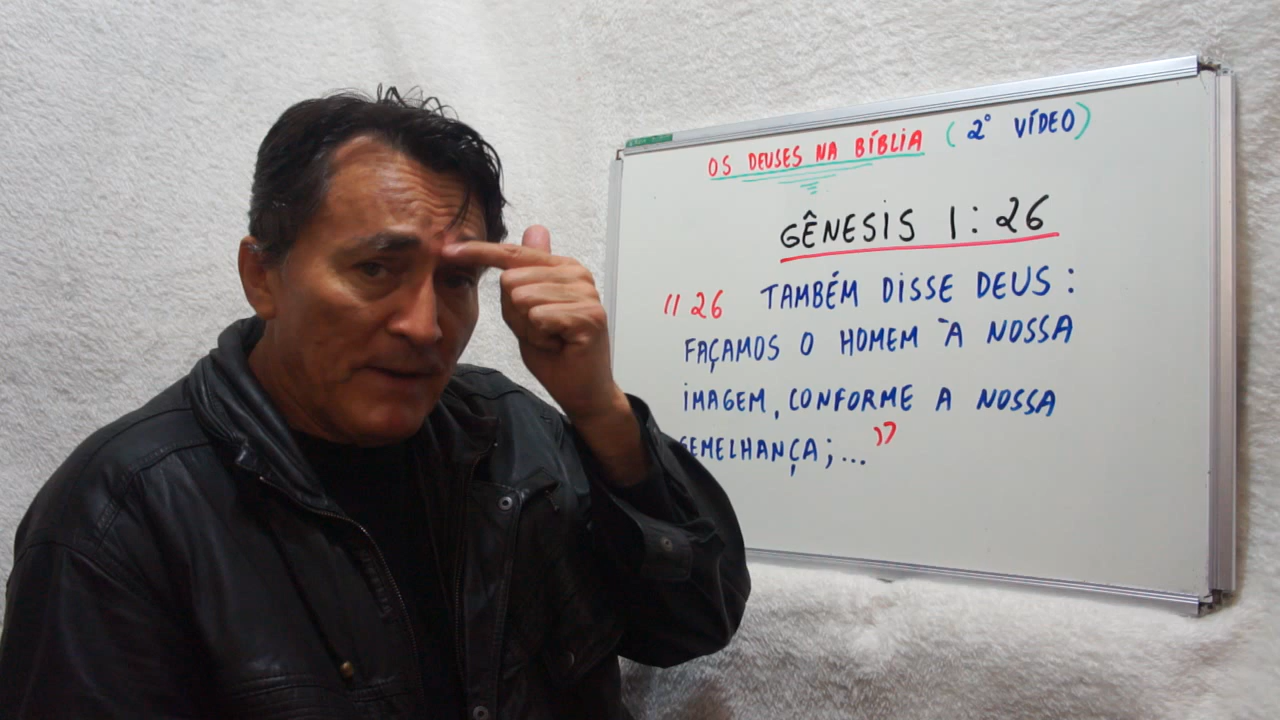 OS DEUSES NA BÍBLIA (2° VÍDEO)
GÊNESIS 1:26
"26 TAMBÉM DISSE DEUS:
FAÇAMOS O HOMEM À NOSSA
IMAGEM, CONFORME A NOSSA
SEMELHANÇA;..."